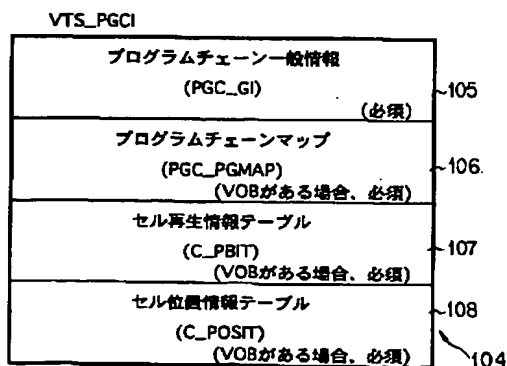 VTS_PGCI
プログラムチェーン一般情報
(PGC_GI)
(必須)
105
プログラムチェーンマップ
(PGC_PGMAP)
(VOBがある場合、必須)
106
セル再生情報テーブル
(C_PBIT)
(VOBがある場合、必須)
107
セル位置情報テーブル
(C_POSIT)
(VOBがある場合、必須)
108
104